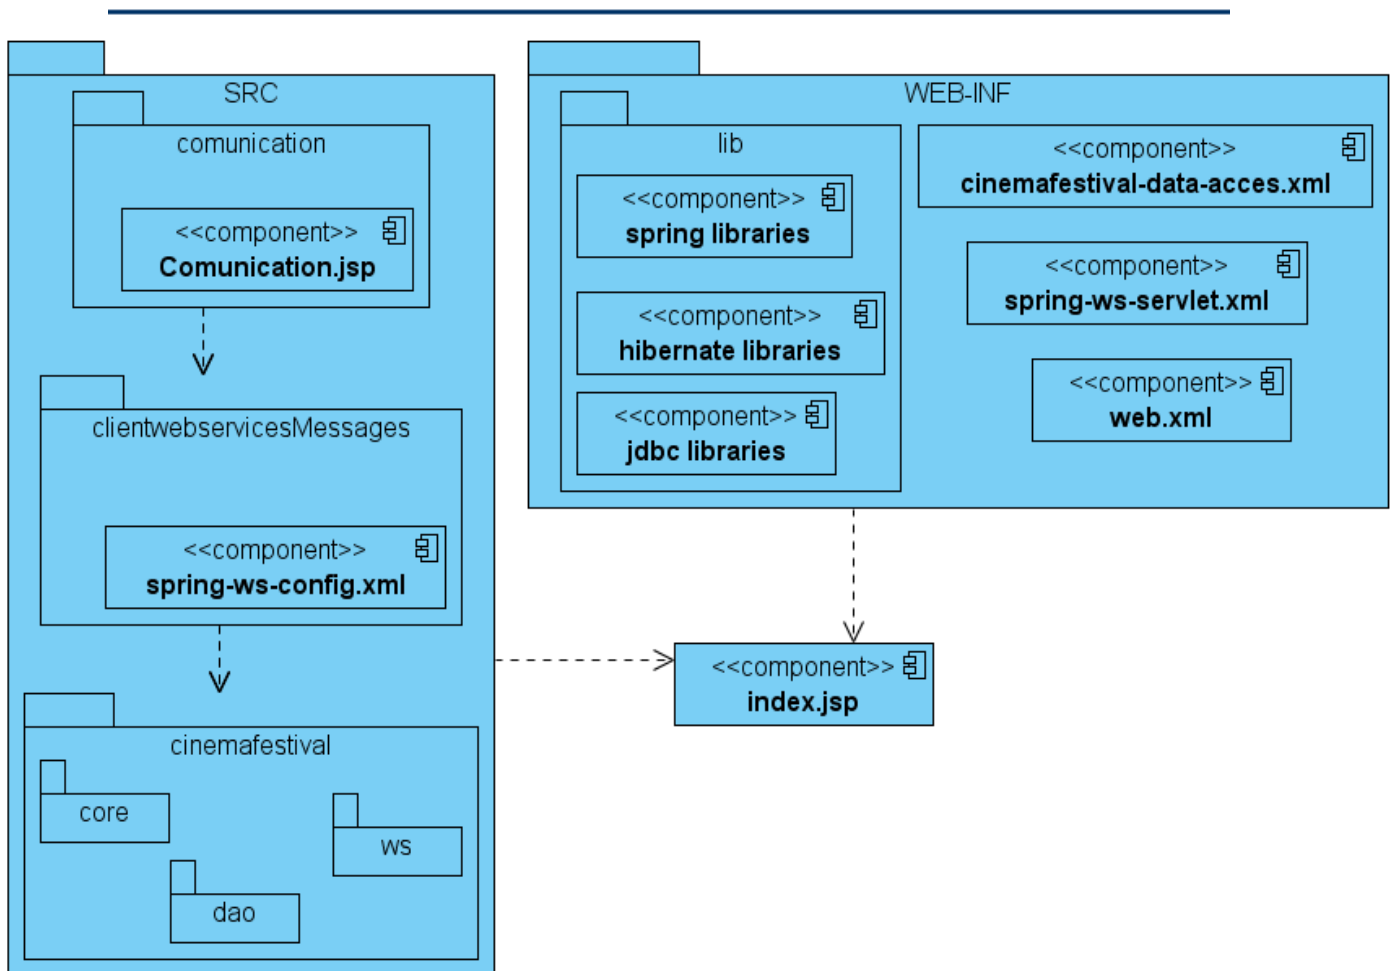 SRC
comunication
<<component>>
Comunication.jsp
clientwebservicesMessages
<<component>>
spring-ws-config.xml
cinemafestival
core
ws
dao
WEB-INF
lib
<<component>>
spring libraries
<<component>>
hibernate libraries
<<component>>
jdbc libraries
<<component>>
cinemafestival-data-acces.xml
<<component>>
spring-ws-servlet.xml
<<component>>
web.xml
<<component>>
index.jsp